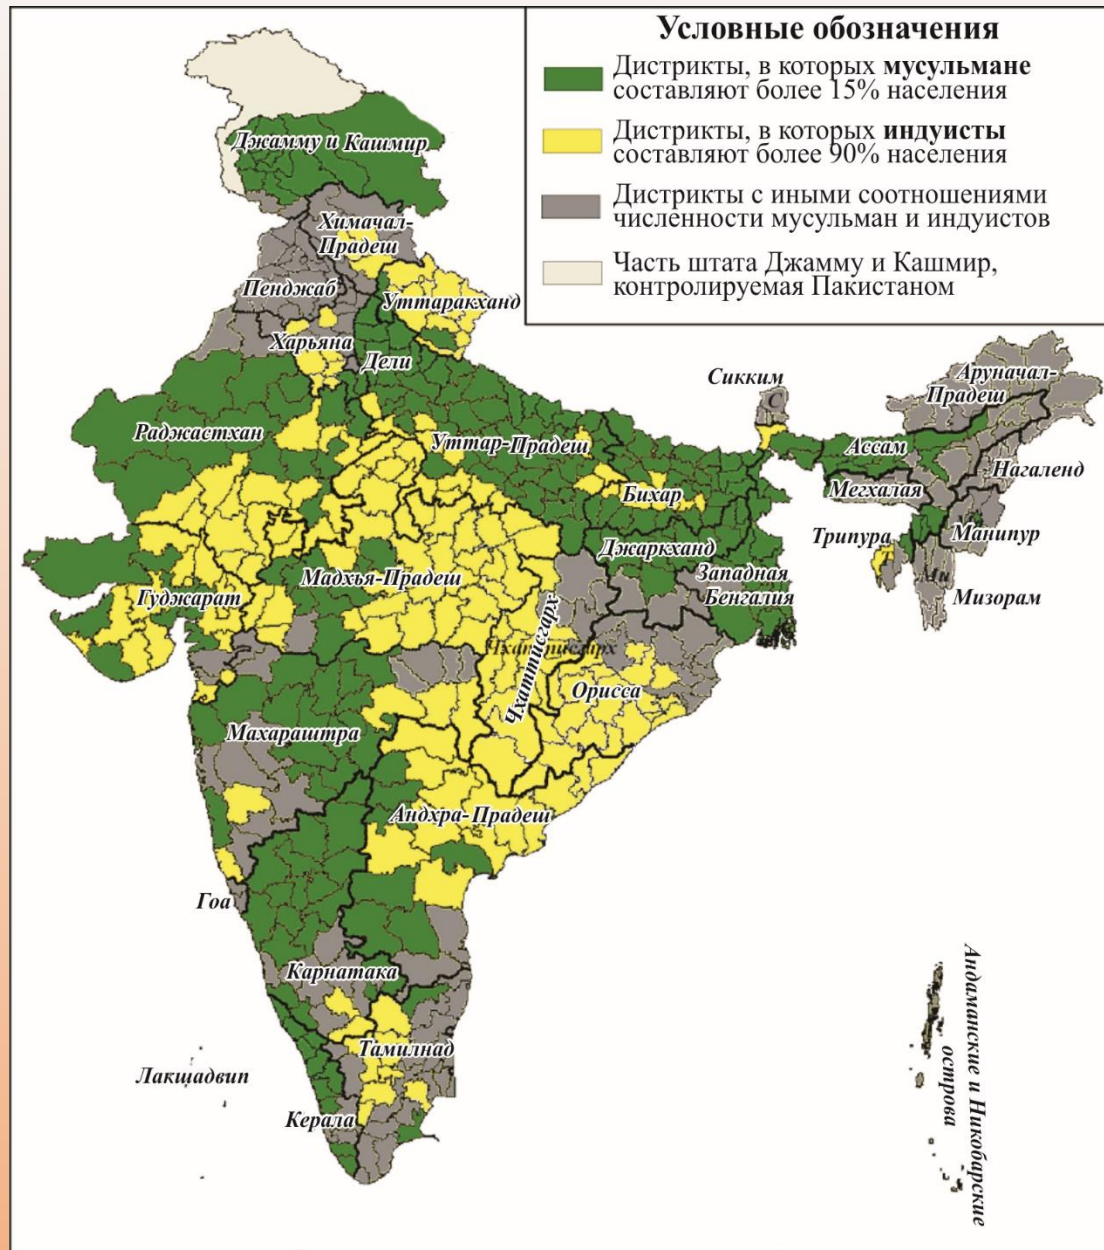 Условные обозначения
Дистрикты, в которых мусульмане
составляют более 15% населения
Дистрикты, в которых индуисты
составляют более 90% населения
Дистрикты с иными соотношениями
численности мусульман и индуистов
Часть штата Джамму и Кашмир,
контролируемая Пакистаном
Джамму и Кашмир
Химачал-
Прадеш
Пенджаб
Уттаракханд
Харьяна
Дели
Сикким
С
Аруначал-
Прадеш
Раджастхан
Уттар-Прадеш
Ассам
Нагаленд
Мегхалая
Бихар
Трипура
Т
Манипур
Джаркханд
Мадхья-Прадеш
Западная
Бенгалия
Ми
Мизорам
Гуджарат
Чхаттисгарх
Чхаттисгарх
Орисса
Махараштра
Андхра-Прадеш
Гоа
Карнатака
Тамилнад
Лакшадвип
Керала
Андаманские и Никобарские
острова